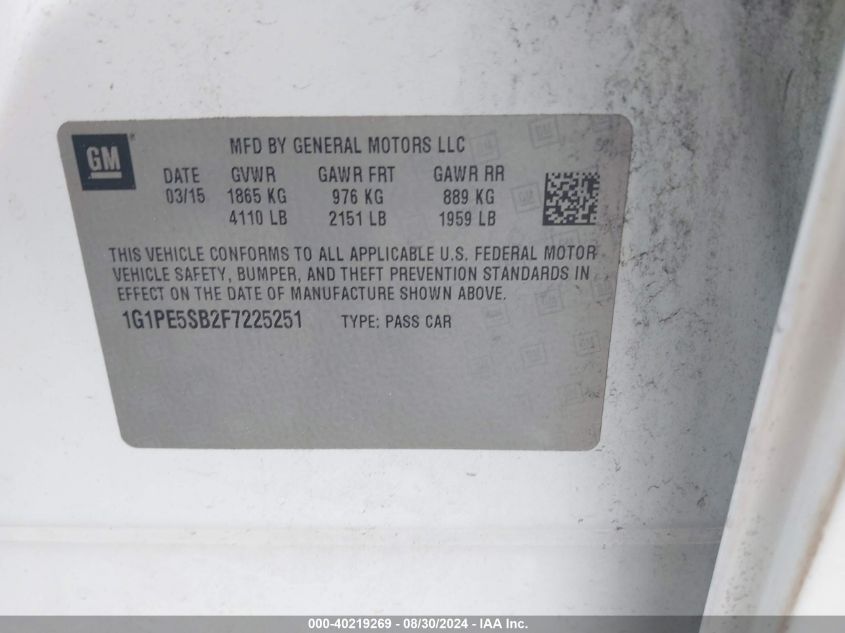 GM ® MFD BY GENERAL MOTORS LLC
DATE GVWR GAWR FRT GAWR RR
03/15 1865 KG 976 KG 889 KG
4110 LB 2151 LB 1959 LB
THIS VEHICLE CONFORMS TO ALL APPLICABLE U.S. FEDERAL MOTOR
VEHICLE SAFETY, BUMPER, AND THEFT PREVENTION STANDARDS IN
EFFECT ON THE DATE OF MANUFACTURE SHOWN ABOVE.
1G1PE5SB2F7225251 TYPE: PASS CAR
000-40219269 - 08/30/2024 - IAA Inc.